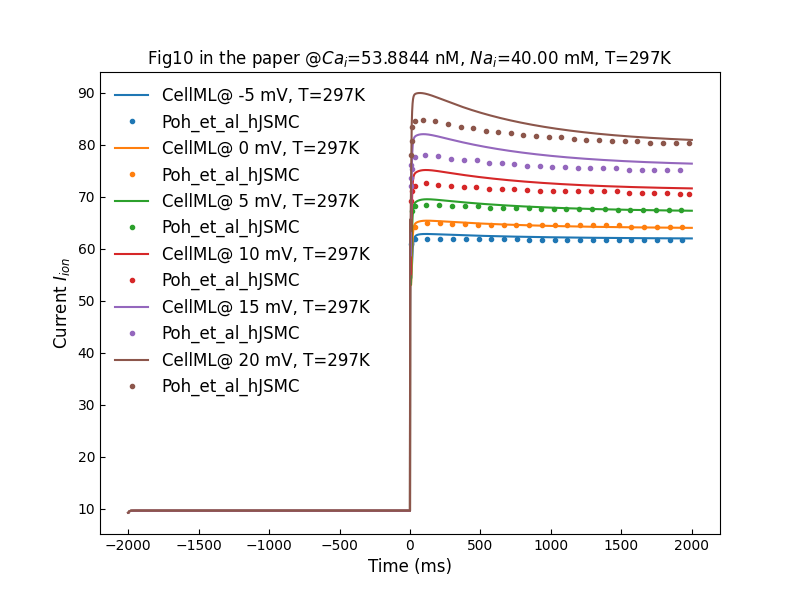 Fig10 in the paper @Ca_i=53.8844 nM, Na_i=40.00 mM, T=297K
CellML@ -5 mV, T=297K
Poh_et_al_hJSMC
CellML@ 0 mV, T=297K
Poh_et_al_hJSMC
CellML@ 5 mV, T=297K
Poh_et_al_hJSMC
CellML@ 10 mV, T=297K
Poh_et_al_hJSMC
CellML@ 15 mV, T=297K
Poh_et_al_hJSMC
CellML@ 20 mV, T=297K
Poh_et_al_hJSMC
Current I_ion
90
80
70
60
50
40
30
20
10
−2000 −1500 −1000 −500 0 500 1000 1500 2000
Time (ms)